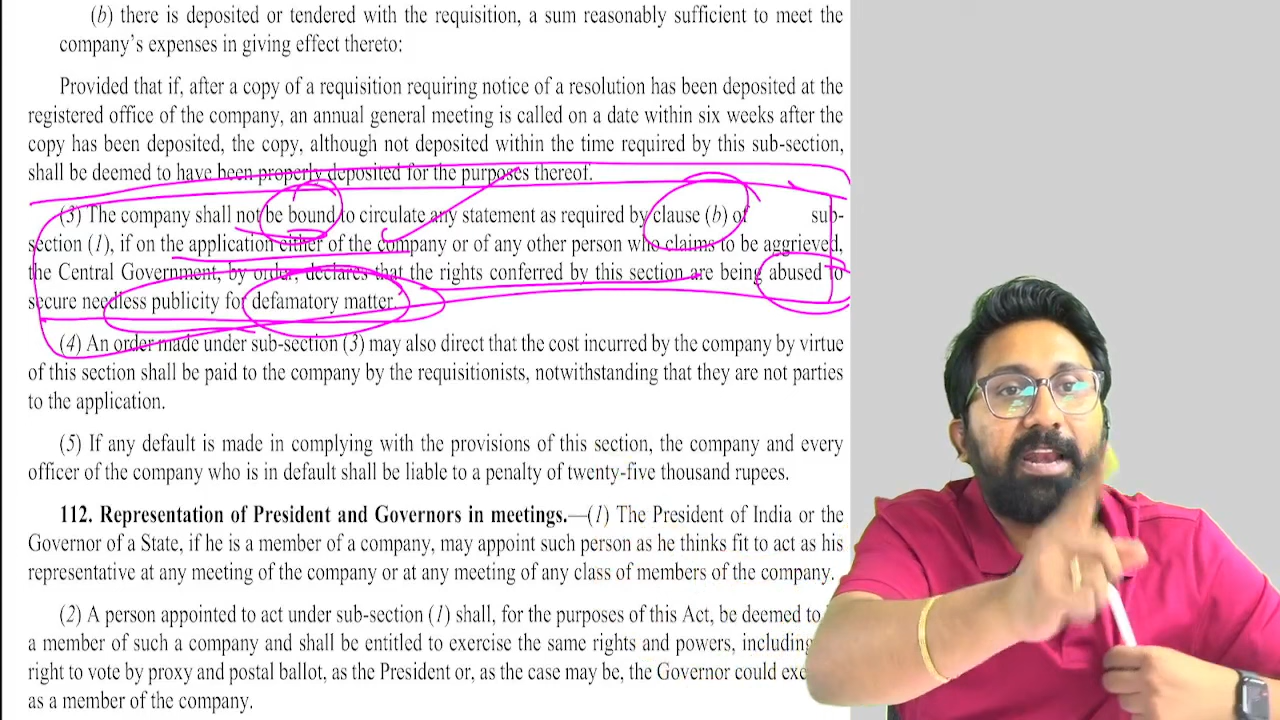 (b) there is deposited or tendered with the requisition, a sum reasonably sufficient to meet the
company's expenses in giving effect thereto:
Provided that if, after a copy of a requisition requiring notice of a resolution has been deposited at the
registered office of the company, an annual general meeting is called on a date within six weeks after the
copy has been deposited, the copy, although not deposited within the time required by this sub-section,
shall be deemed to have been properly deposited for the purposes thereof.
(3) The company shall not be bound to circulate any statement as required by clause (b) of sub-
section (1), if on the application either of the company or of any other person who claims to be aggrieved,
the Central Government, by order, declares that the rights conferred by this section are being abused to
secure needless publicity for defamatory matter.
(4) An order made under sub-section (3) may also direct that the cost incurred by the company by virtue
of this section shall be paid to the company by the requisitionists, notwithstanding that they are not parties
to the application.
(5) If any default is made in complying with the provisions of this section, the company and every
officer of the company who is in default shall be liable to a penalty of twenty-five thousand rupees.
112. Representation of President and Governors in meetings.—(1) The President of India or the
Governor of a State, if he is a member of a company, may appoint such person as he thinks fit to act as his
representative at any meeting of the company or at any meeting of any class of members of the company.
(2) A person appointed to act under sub-section (1) shall, for the purposes of this Act, be deemed to
a member of such a company and shall be entitled to exercise the same rights and powers, including
right to vote by proxy and postal ballot, as the President or, as the case may be, the Governor could
as a member of the company.